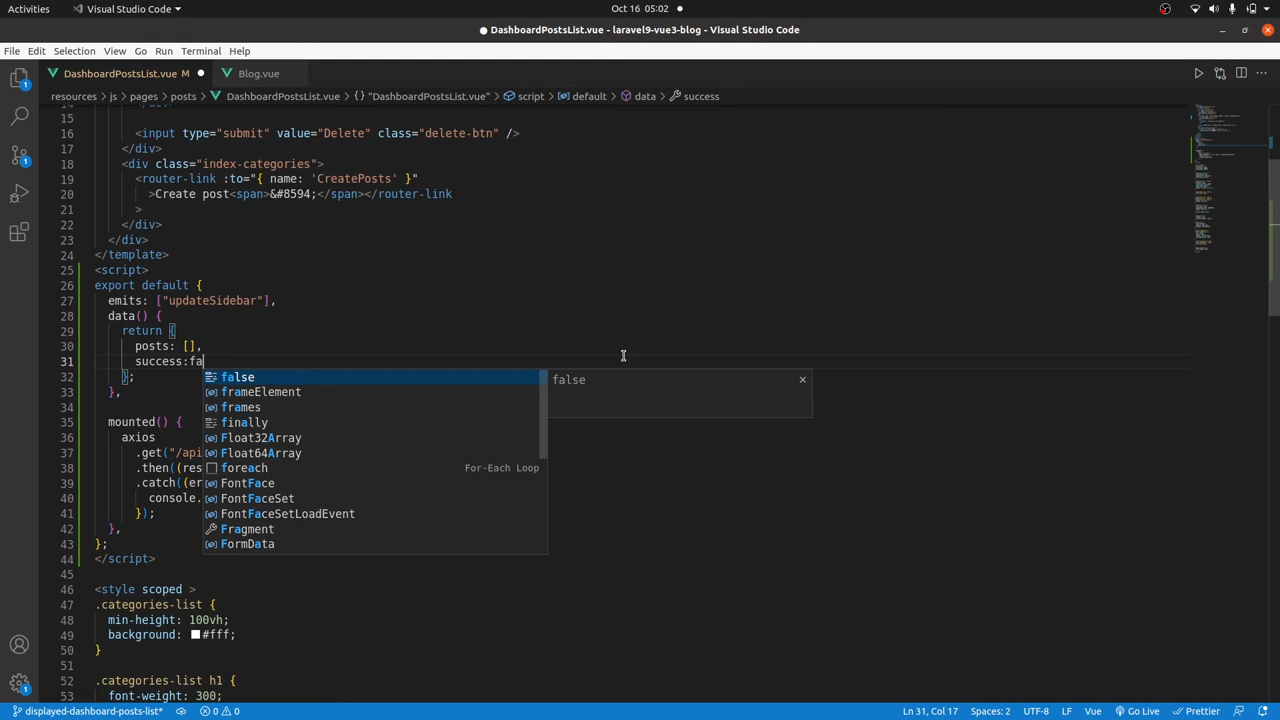 Activities
Visual Studio Code
Oct 16 05:02
● DashboardPostsList.vue - laravel9-vue3-blog - Visual Studio Code
File Edit Selection View Go Run Terminal Help
DashboardPostsList.vue M ●
Blog.vue
resources > js > pages > posts > DashboardPostsList.vue > {} "DashboardPostsList.vue" > script > default > data > success
15
16 <input type="submit" value="Delete" class="delete-btn" />
17 </div>
18 <div class="index-categories">
19 <router-link :to="{ name: 'CreatePosts' }"
20 >Create post<span>&#8594;</span></router-link
21 >
22 </div>
23 </div>
24 </template>
25 <script>
26 export default {
27 emits: ["updateSidebar"],
28 data() {
29 return {
30 posts: [],
31 success:fa
32 };
33 },
34
35 mounted() {
36 axios
37 .get("/api
38 .then((res
39 .catch((er
40 console.
41 });
42 },
43 };
44 </script>
45
46 <style scoped >
47 .categories-list {
48 min-height: 100vh;
49 background: #fff;
50 }
51
52 .categories-list h1 {
53 font-weight: 300;
false
frameElement
frames
finally
Float32Array
Float64Array
foreach For-Each Loop
FontFace
FontFaceSet
FontFaceSetLoadEvent
Fragment
FormData
false
1
1
1
displayed-dashboard-posts-list* 0 0 Ln 31, Col 17 Spaces: 2 UTF-8 LF Vue Go Live Prettier